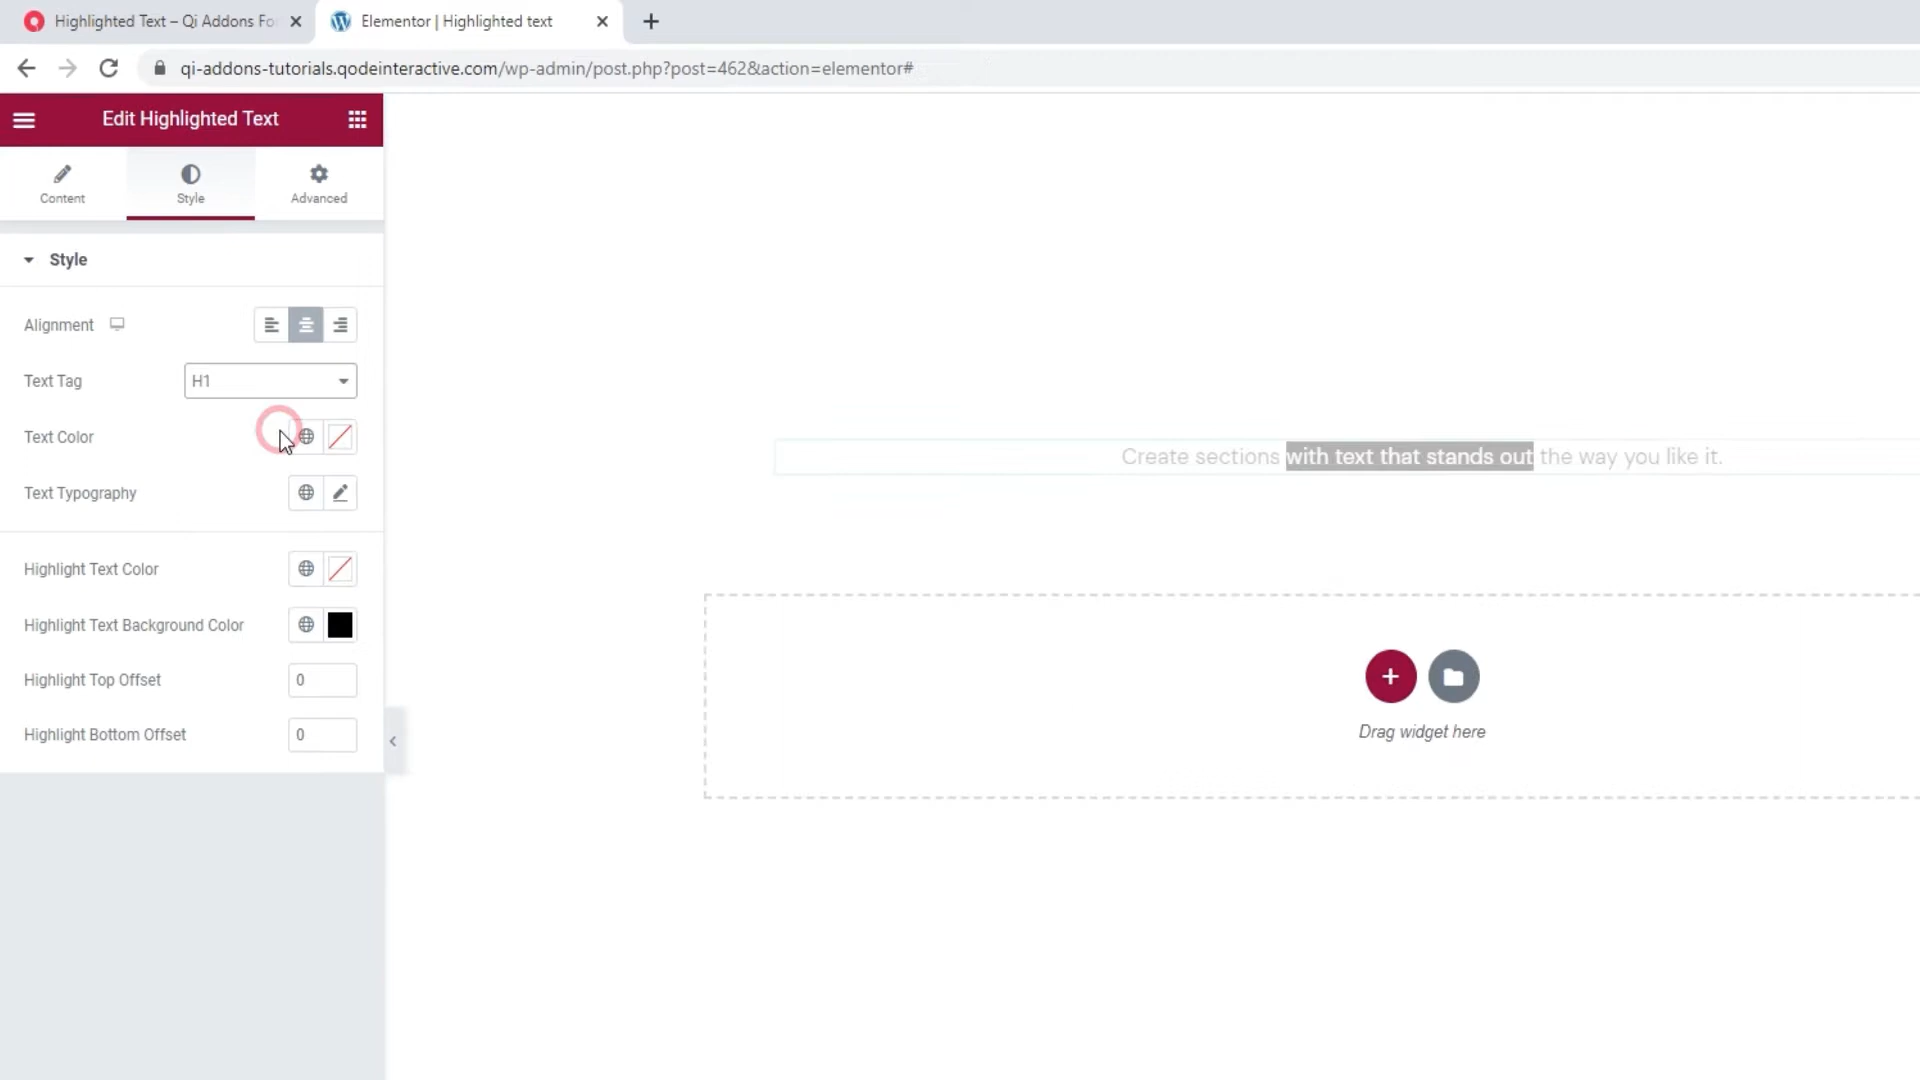 Highlighted Text – Qi Addons Fo
Elementor | Highlighted text
qi-addons-tutorials.qodeinteractive.com/wp-admin/post.php?post=462&action=elementor#
Edit Highlighted Text
Content
Style
Advanced
Style
Alignment
Text Tag
H1
Text Color
Text Typography
Highlight Text Color
Highlight Text Background Color
Highlight Top Offset
0
Highlight Bottom Offset
0
Create sections with text that stands out the way you like it.
Drag widget here